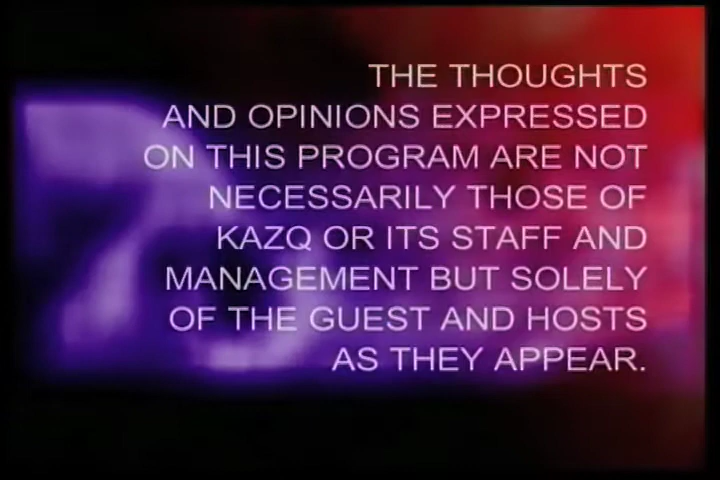 THE THOUGHTS
AND OPINIONS EXPRESSED
ON THIS PROGRAM ARE NOT
NECESSARILY THOSE OF
KAZQ OR ITS STAFF AND
MANAGEMENT BUT SOLELY
OF THE GUEST AND HOSTS
AS THEY APPEAR.